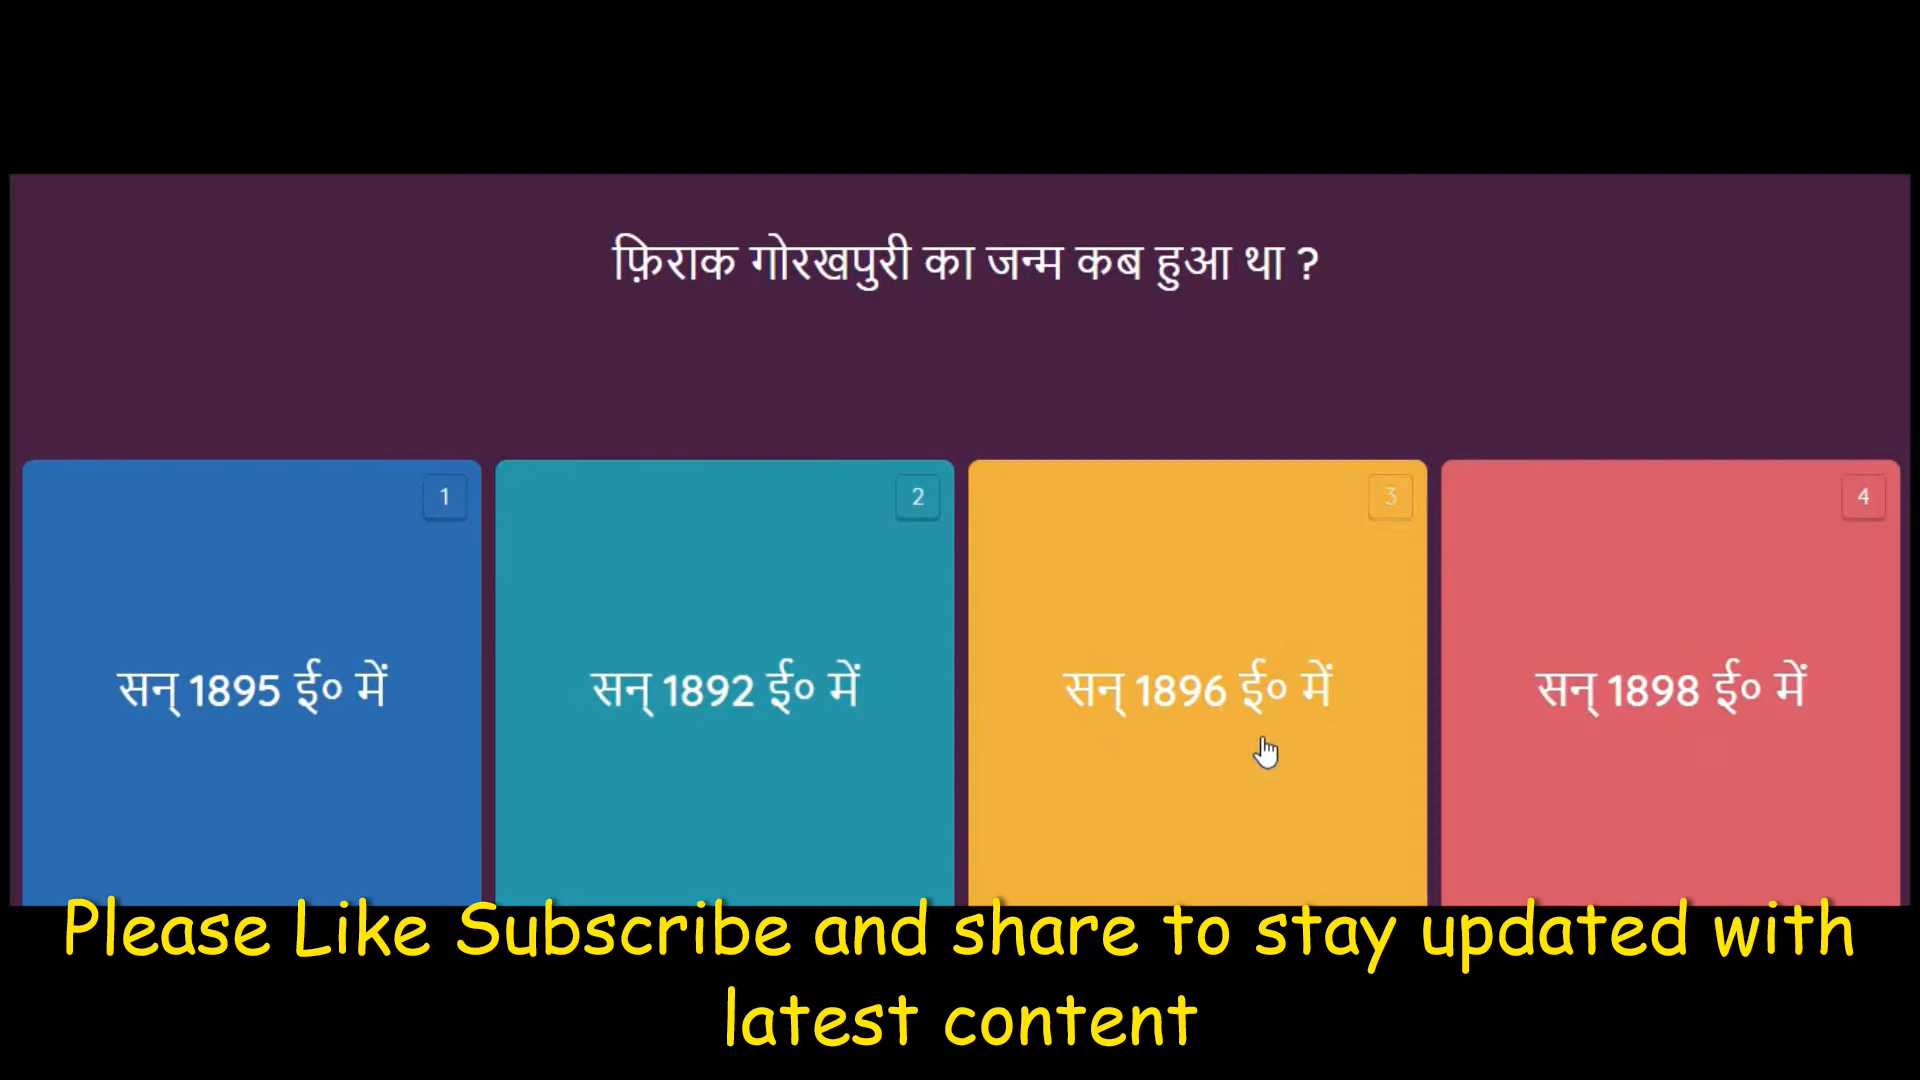 फ़िराक गोरखपुरी का जन्म कब हुआ था ?
1
2
3
4
सन् 1895 ई० में
सन् 1892 ई० में
सन् 1896 ई० में
सन् 1898 ई० में
Please Like Subscribe and share to stay updated with
latest content